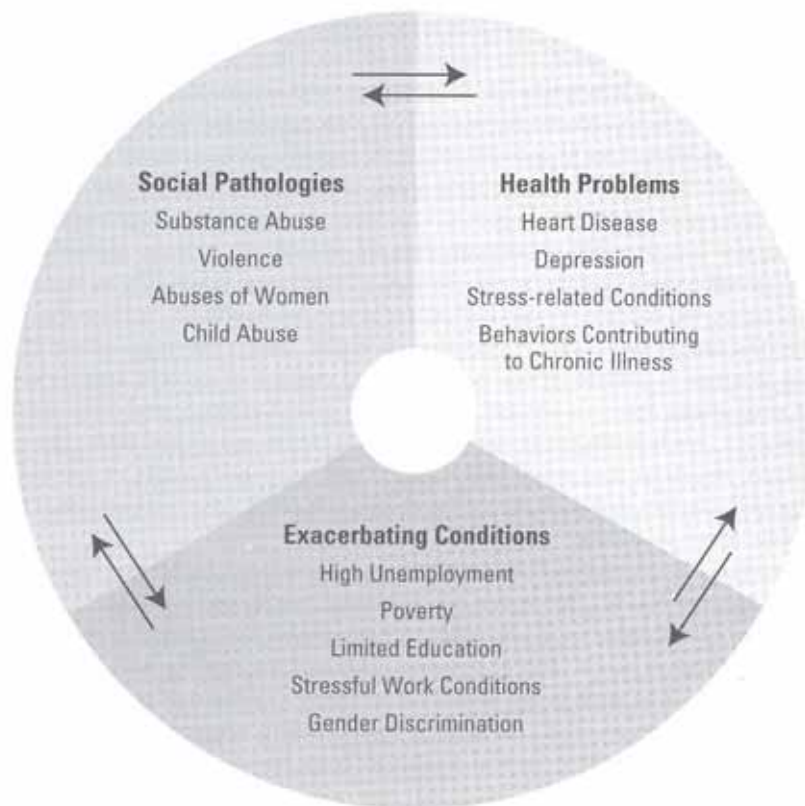 Social Pathologies
Substance Abuse
Violence
Abuses of Women
Child Abuse
Health Problems
Heart Disease
Depression
Stress-related Conditions
Behaviors Contributing
to Chronic Illness
Exacerbating Conditions
High Unemployment
Poverty
Limited Education
Stressful Work Conditions
Gender Discrimination